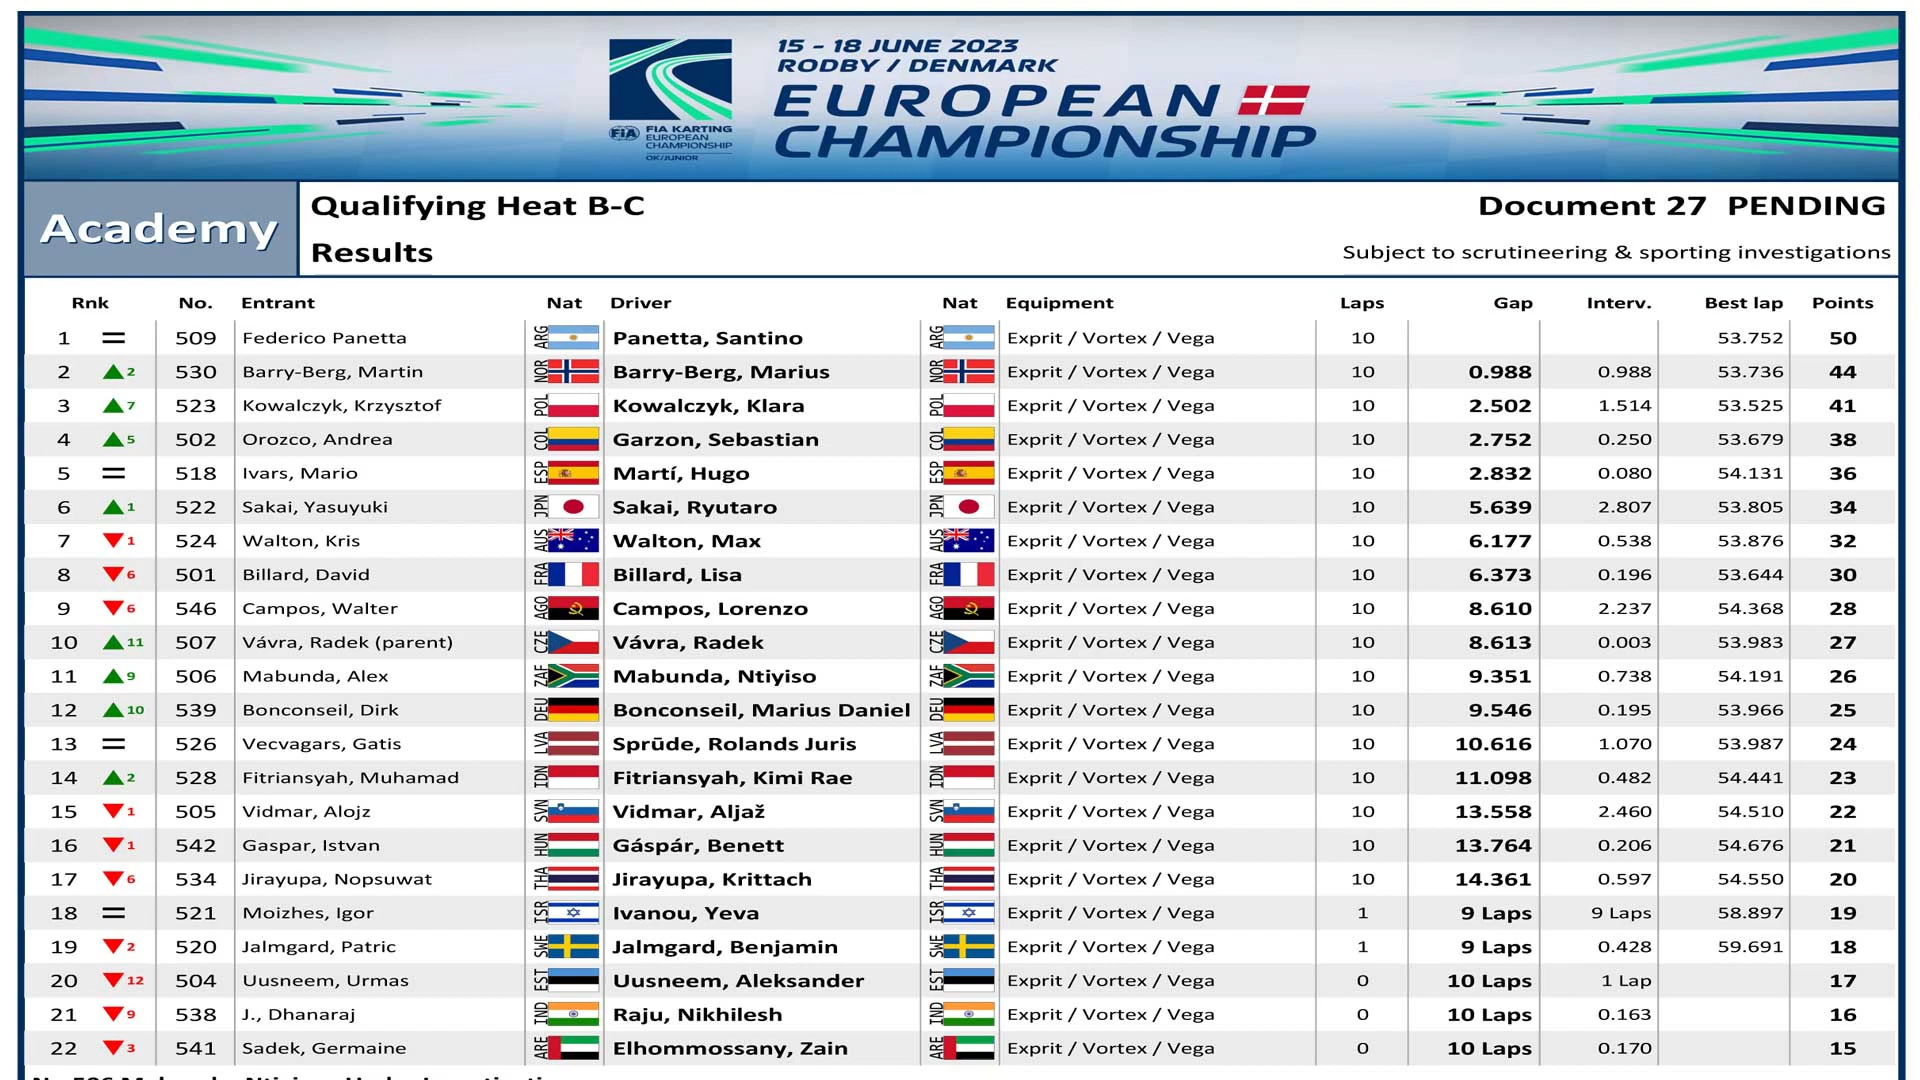 15 - 18 JUNE 2023
RODBY / DENMARK
EUROPEAN
CHAMPIONSHIP
FIA
FIA KARTING
EUROPEAN
CHAMPIONSHIP
OK/JUNIOR
Academy
Qualifying Heat B-C
Results
Document 27 PENDING
Subject to scrutineering & sporting investigations
Rnk No. Entrant Nat Driver Nat Equipment Laps Gap Interv. Best lap Points
1 = 509 Federico Panetta ARG Panetta, Santino ARG Exprit / Vortex / Vega 10 53.752 50
2 ▲ 2 530 Barry-Berg, Martin NOR Barry-Berg, Marius NOR Exprit / Vortex / Vega 10 0.988 0.988 53.736 44
3 ▲ 7 523 Kowalczyk, Krzysztof POL Kowalczyk, Klara POL Exprit / Vortex / Vega 10 2.502 1.514 53.525 41
4 ▲ 5 502 Orozco, Andrea COL Garzon, Sebastian COL Exprit / Vortex / Vega 10 2.752 0.250 53.679 38
5 = 518 Ivars, Mario ESP Martí, Hugo ESP Exprit / Vortex / Vega 10 2.832 0.080 54.131 36
6 ▲ 1 522 Sakai, Yasuyuki JPN Sakai, Ryutaro JPN Exprit / Vortex / Vega 10 5.639 2.807 53.805 34
7 ▼ 1 524 Walton, Kris AUS Walton, Max AUS Exprit / Vortex / Vega 10 6.177 0.538 53.876 32
8 ▼ 6 501 Billard, David FRA Billard, Lisa FRA Exprit / Vortex / Vega 10 6.373 0.196 53.644 30
9 ▼ 6 546 Campos, Walter AGO Campos, Lorenzo AGO Exprit / Vortex / Vega 10 8.610 2.237 54.368 28
10 ▲ 11 507 Vávra, Radek (parent) CZE Vávra, Radek CZE Exprit / Vortex / Vega 10 8.613 0.003 53.983 27
11 ▲ 9 506 Mabunda, Alex ZAF Mabunda, Ntiyiso ZAF Exprit / Vortex / Vega 10 9.351 0.738 54.191 26
12 ▲ 10 539 Bonconseil, Dirk DEU Bonconseil, Marius Daniel DEU Exprit / Vortex / Vega 10 9.546 0.195 53.966 25
13 = 526 Vecvagars, Gatis LVA Sprūde, Rolands Juris LVA Exprit / Vortex / Vega 10 10.616 1.070 53.987 24
14 ▲ 2 528 Fitriansyah, Muhamad IDN Fitriansyah, Kimi Rae IDN Exprit / Vortex / Vega 10 11.098 0.482 54.441 23
15 ▼ 1 505 Vidmar, Alojz SVN Vidmar, Aljaž SVN Exprit / Vortex / Vega 10 13.558 2.460 54.510 22
16 ▼ 1 542 Gaspar, Istvan HUN Gáspár, Benett HUN Exprit / Vortex / Vega 10 13.764 0.206 54.676 21
17 ▼ 6 534 Jirayupa, Nopsuwat THA Jirayupa, Krittach THA Exprit / Vortex / Vega 10 14.361 0.597 54.550 20
18 = 521 Moizhes, Igor ISR Ivanou, Yeva ISR Exprit / Vortex / Vega 1 9 Laps 9 Laps 58.897 19
19 ▼ 2 520 Jalmgard, Patric SWE Jalmgard, Benjamin SWE Exprit / Vortex / Vega 1 9 Laps 0.428 59.691 18
20 ▼ 12 504 Uusneem, Urmas EST Uusneem, Aleksander EST Exprit / Vortex / Vega 0 10 Laps 1 Lap 17
21 ▼ 9 538 J., Dhanaraj IND Raju, Nikhilesh IND Exprit / Vortex / Vega 0 10 Laps 0.163 16
22 ▼ 3 541 Sadek, Germaine ARE Elhommossany, Zain ARE Exprit / Vortex / Vega 0 10 Laps 0.170 15